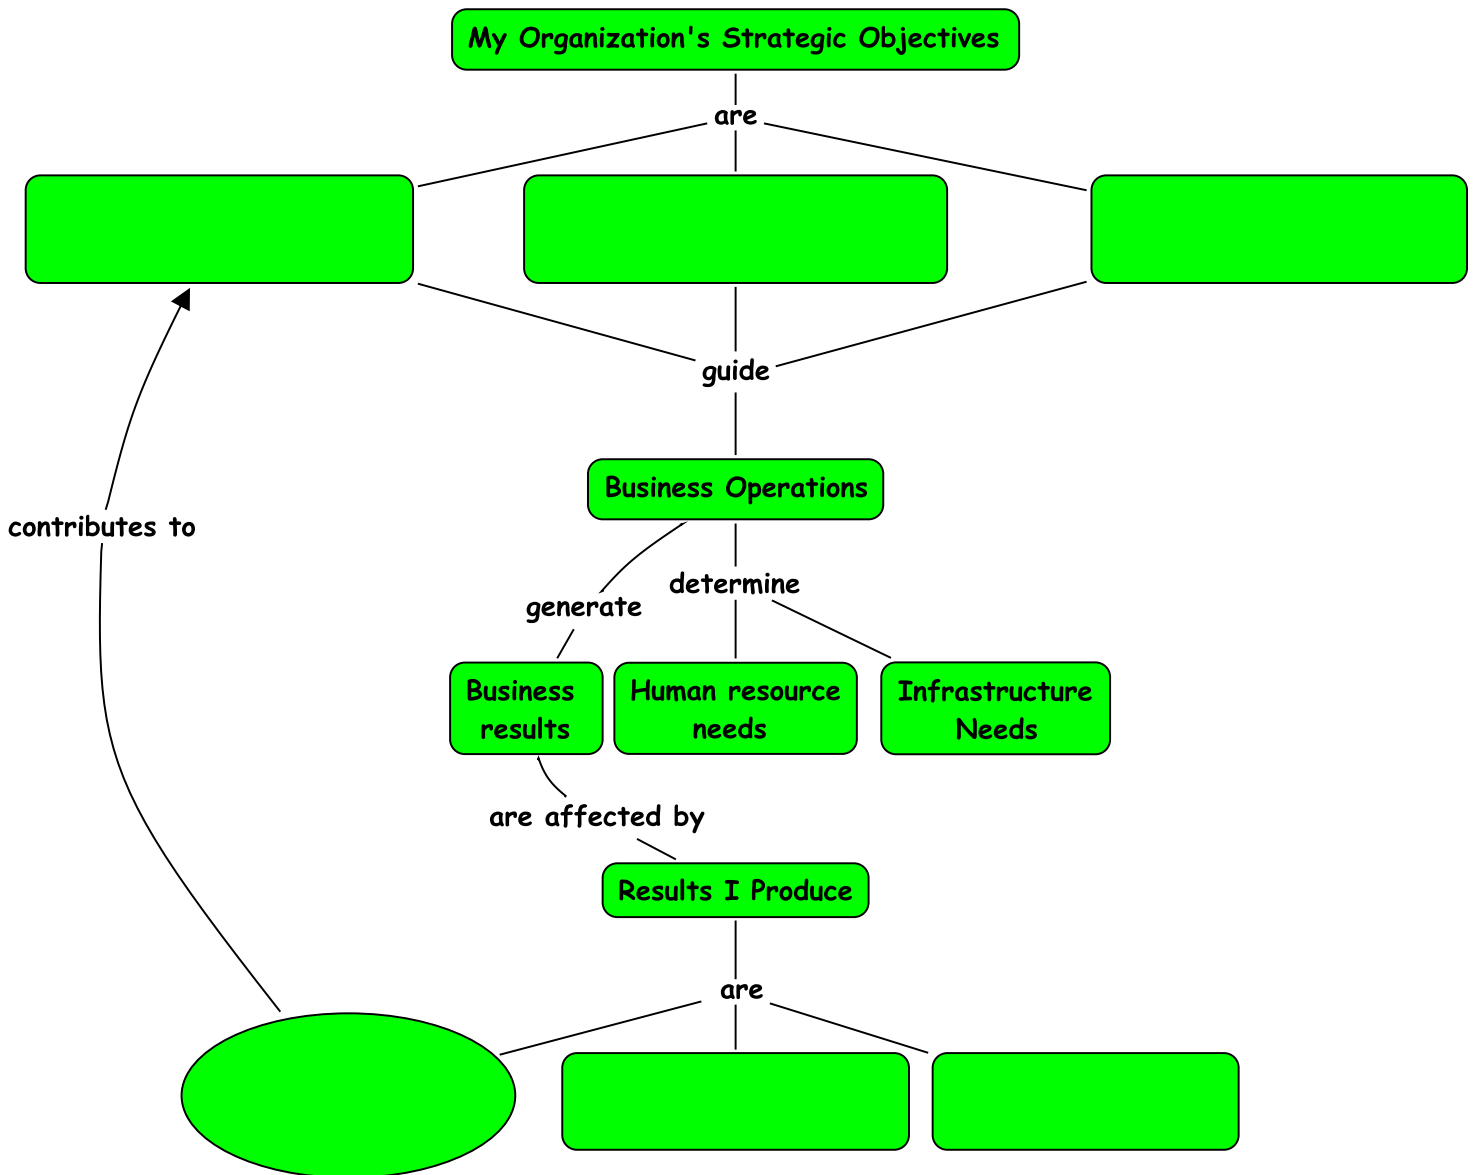 My Organization's Strategic Objectives
are
guide
Business Operations
contributes to
determine
generate
Business
results
Human resource
needs
Infrastructure
Needs
are affected by
Results I Produce
are